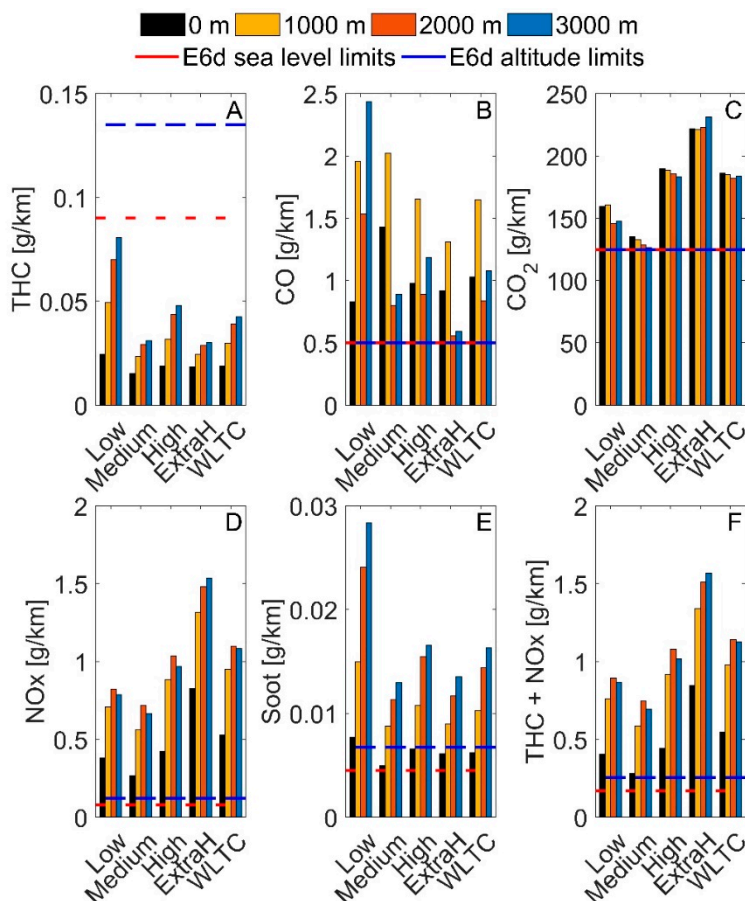 0 m 1000 m 2000 m 3000 m
E6d sea level limits E6d altitude limits
A
THC [g/km]
0.15
0.1
0.05
0
Low Medium High ExtraH WLTC
B
CO [g/km]
2.5
2
1.5
1
0.5
0
Low Medium High ExtraH WLTC
C
CO2 [g/km]
250
200
150
100
50
0
Low Medium High ExtraH WLTC
D
NOx [g/km]
2
1.5
1
0.5
0
Low Medium High ExtraH WLTC
E
Soot [g/km]
0.03
0.02
0.01
0
Low Medium High ExtraH WLTC
F
THC + NOx [g/km]
2
1.5
1
0.5
0
Low Medium High ExtraH WLTC